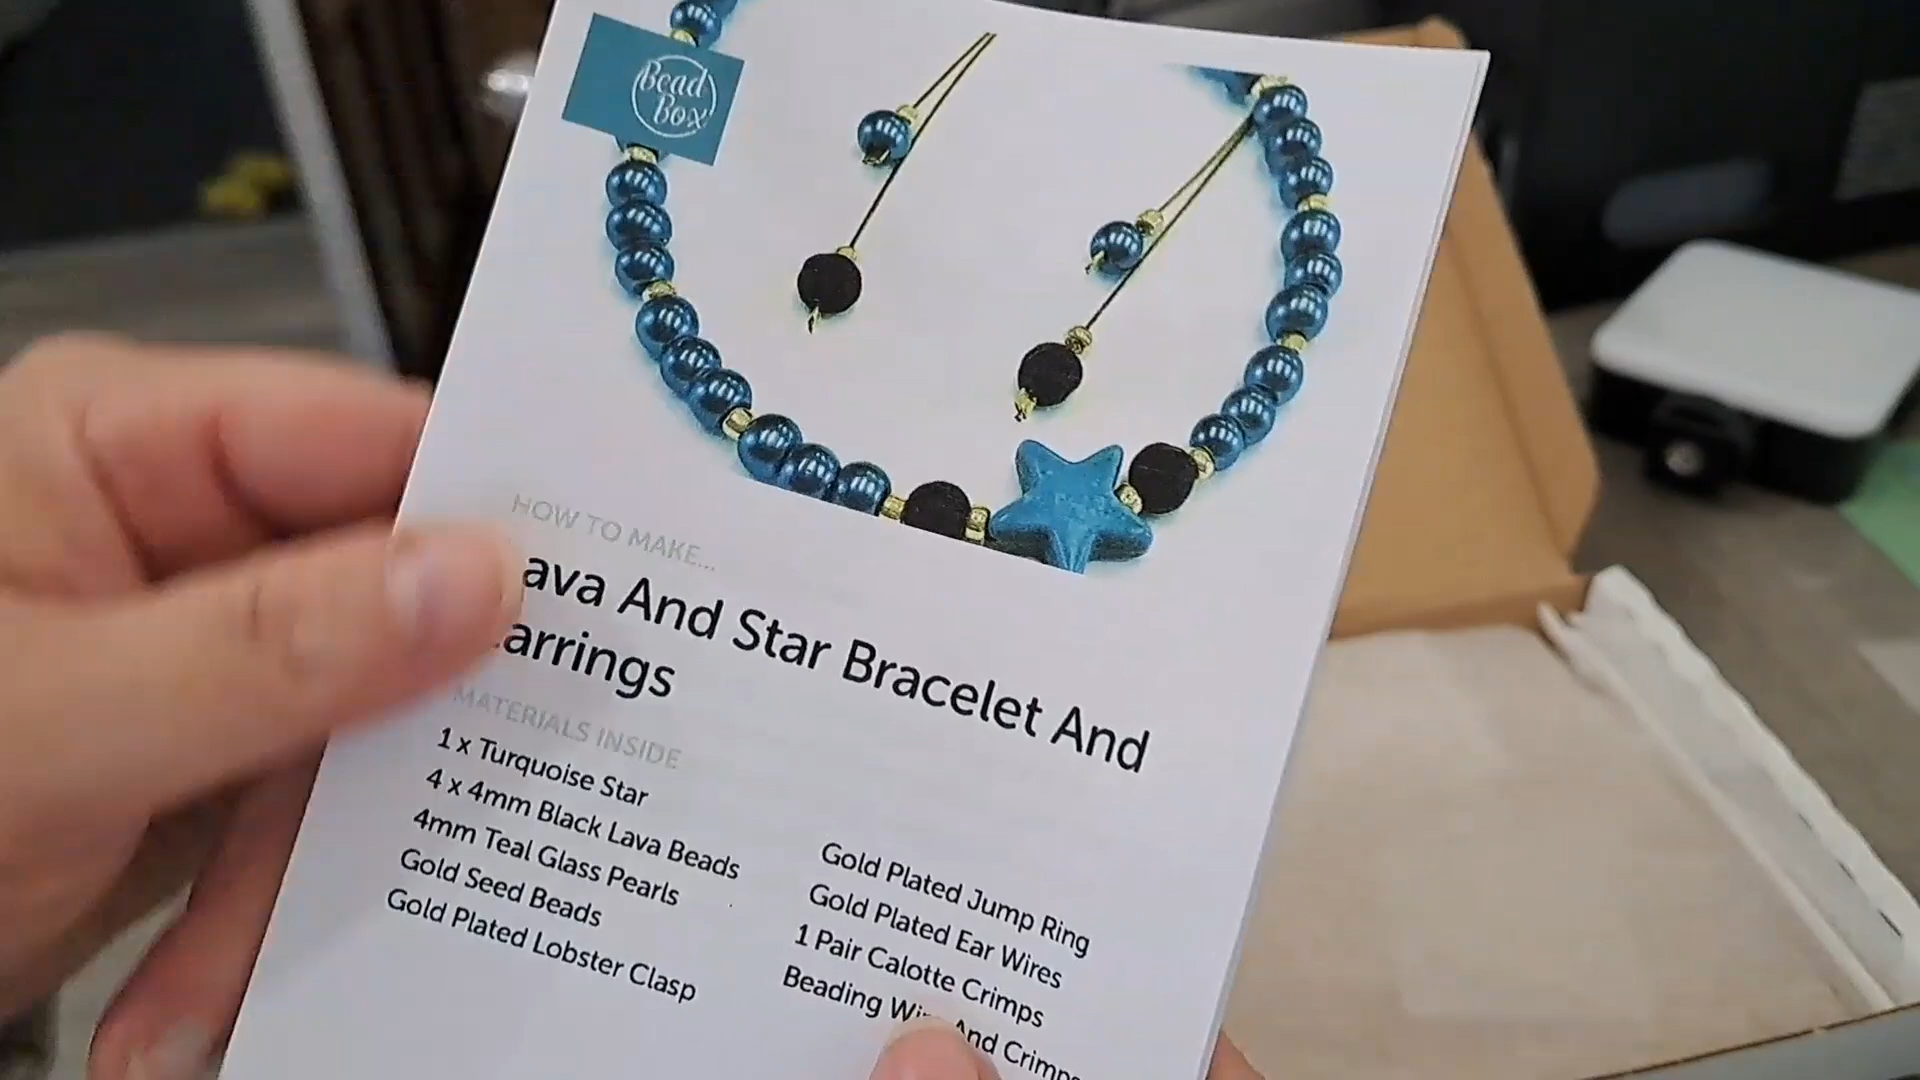 Bead
Box
HOW TO MAKE...
ava And Star Bracelet And
arrings
MATERIALS INSIDE
1 x Turquoise Star
4 x 4mm Black Lava Beads
4mm Teal Glass Pearls
Gold Seed Beads
Gold Plated Lobster Clasp
Gold Plated Jump Ring
Gold Plated Ear Wires
1 Pair Calotte Crimps
Beading And Crimps